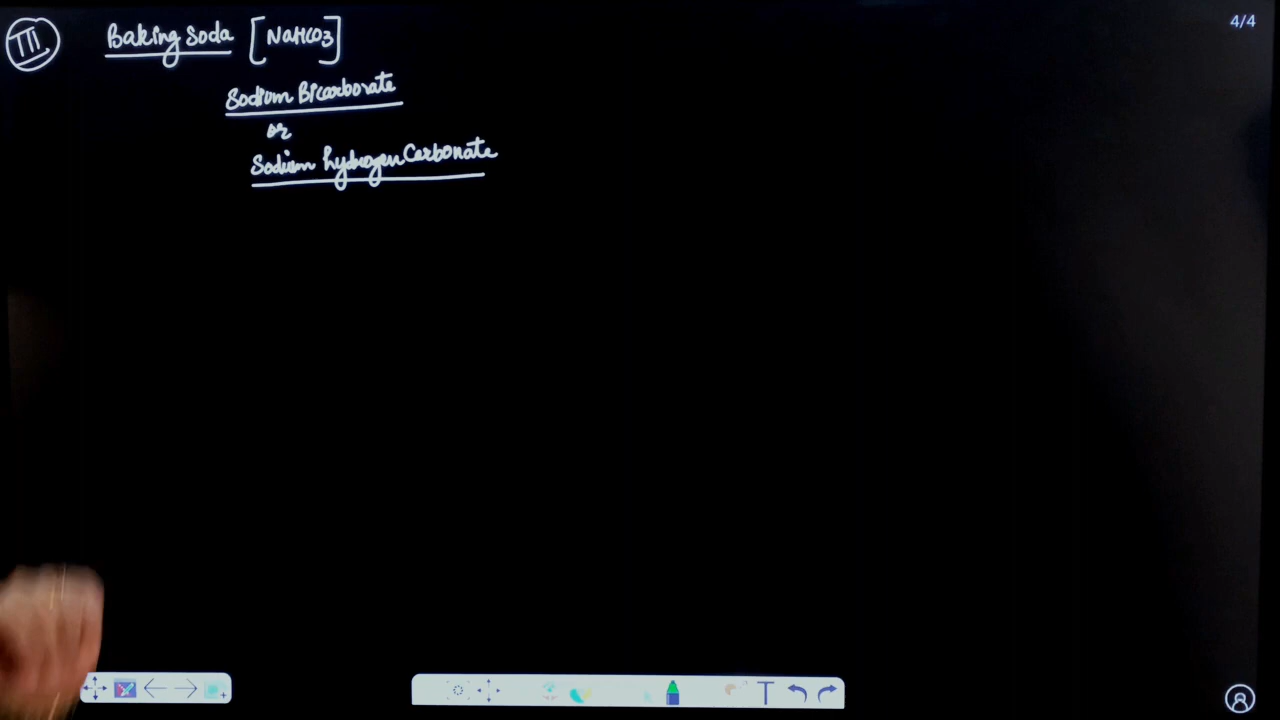 III Baking Soda [NaHCO3] 4/4
Sodium Bicarbonate
or
Sodium hydrogen Carbonate
T